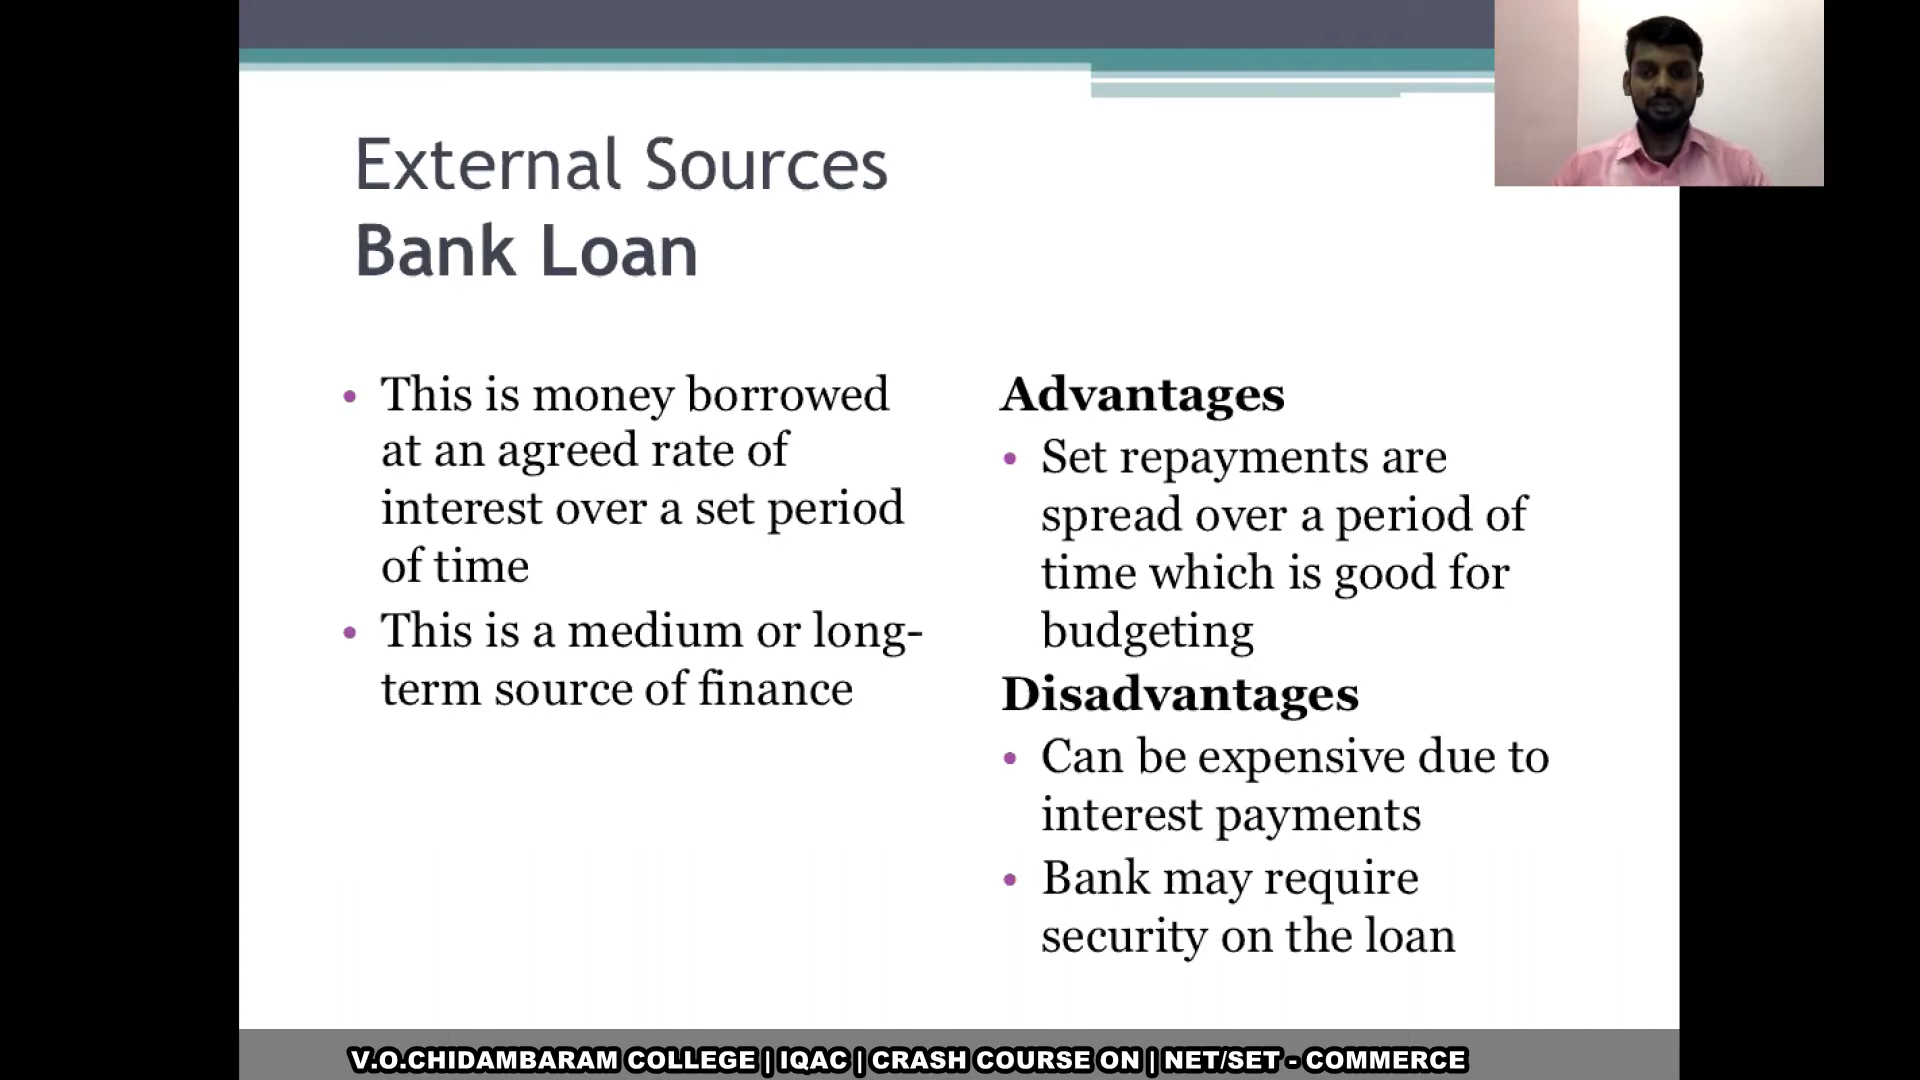 External Sources
Bank Loan
• This is money borrowed
at an agreed rate of
interest over a set period
of time
• This is a medium or long-
term source of finance
Advantages
• Set repayments are
spread over a period of
time which is good for
budgeting
Disadvantages
• Can be expensive due to
interest payments
• Bank may require
security on the loan
V.O.CHIDAMBARAM COLLEGE | IQAC | CRASH COURSE ON | NET/SET - COMMERCE